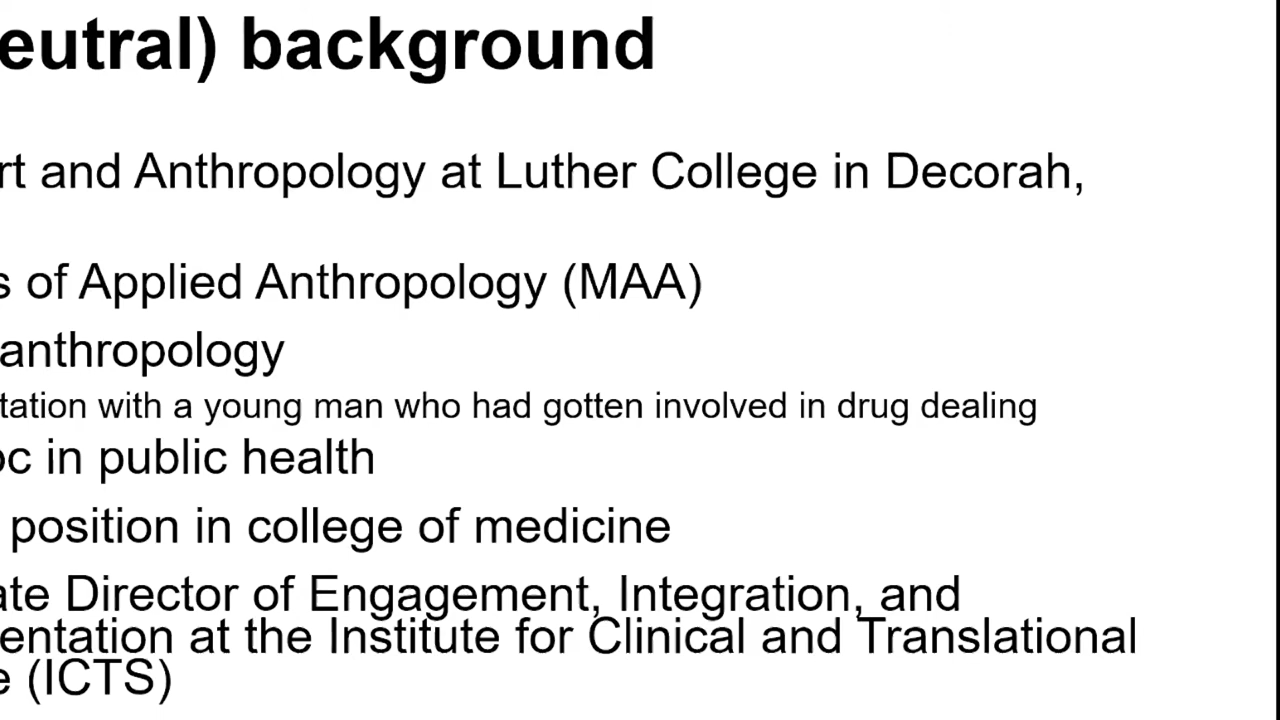 eutral) background
rt and Anthropology at Luther College in Decorah,
s of Applied Anthropology (MAA)
anthropology
tation with a young man who had gotten involved in drug dealing
oc in public health
position in college of medicine
ate Director of Engagement, Integration, and
entation at the Institute for Clinical and Translational
e (ICTS)